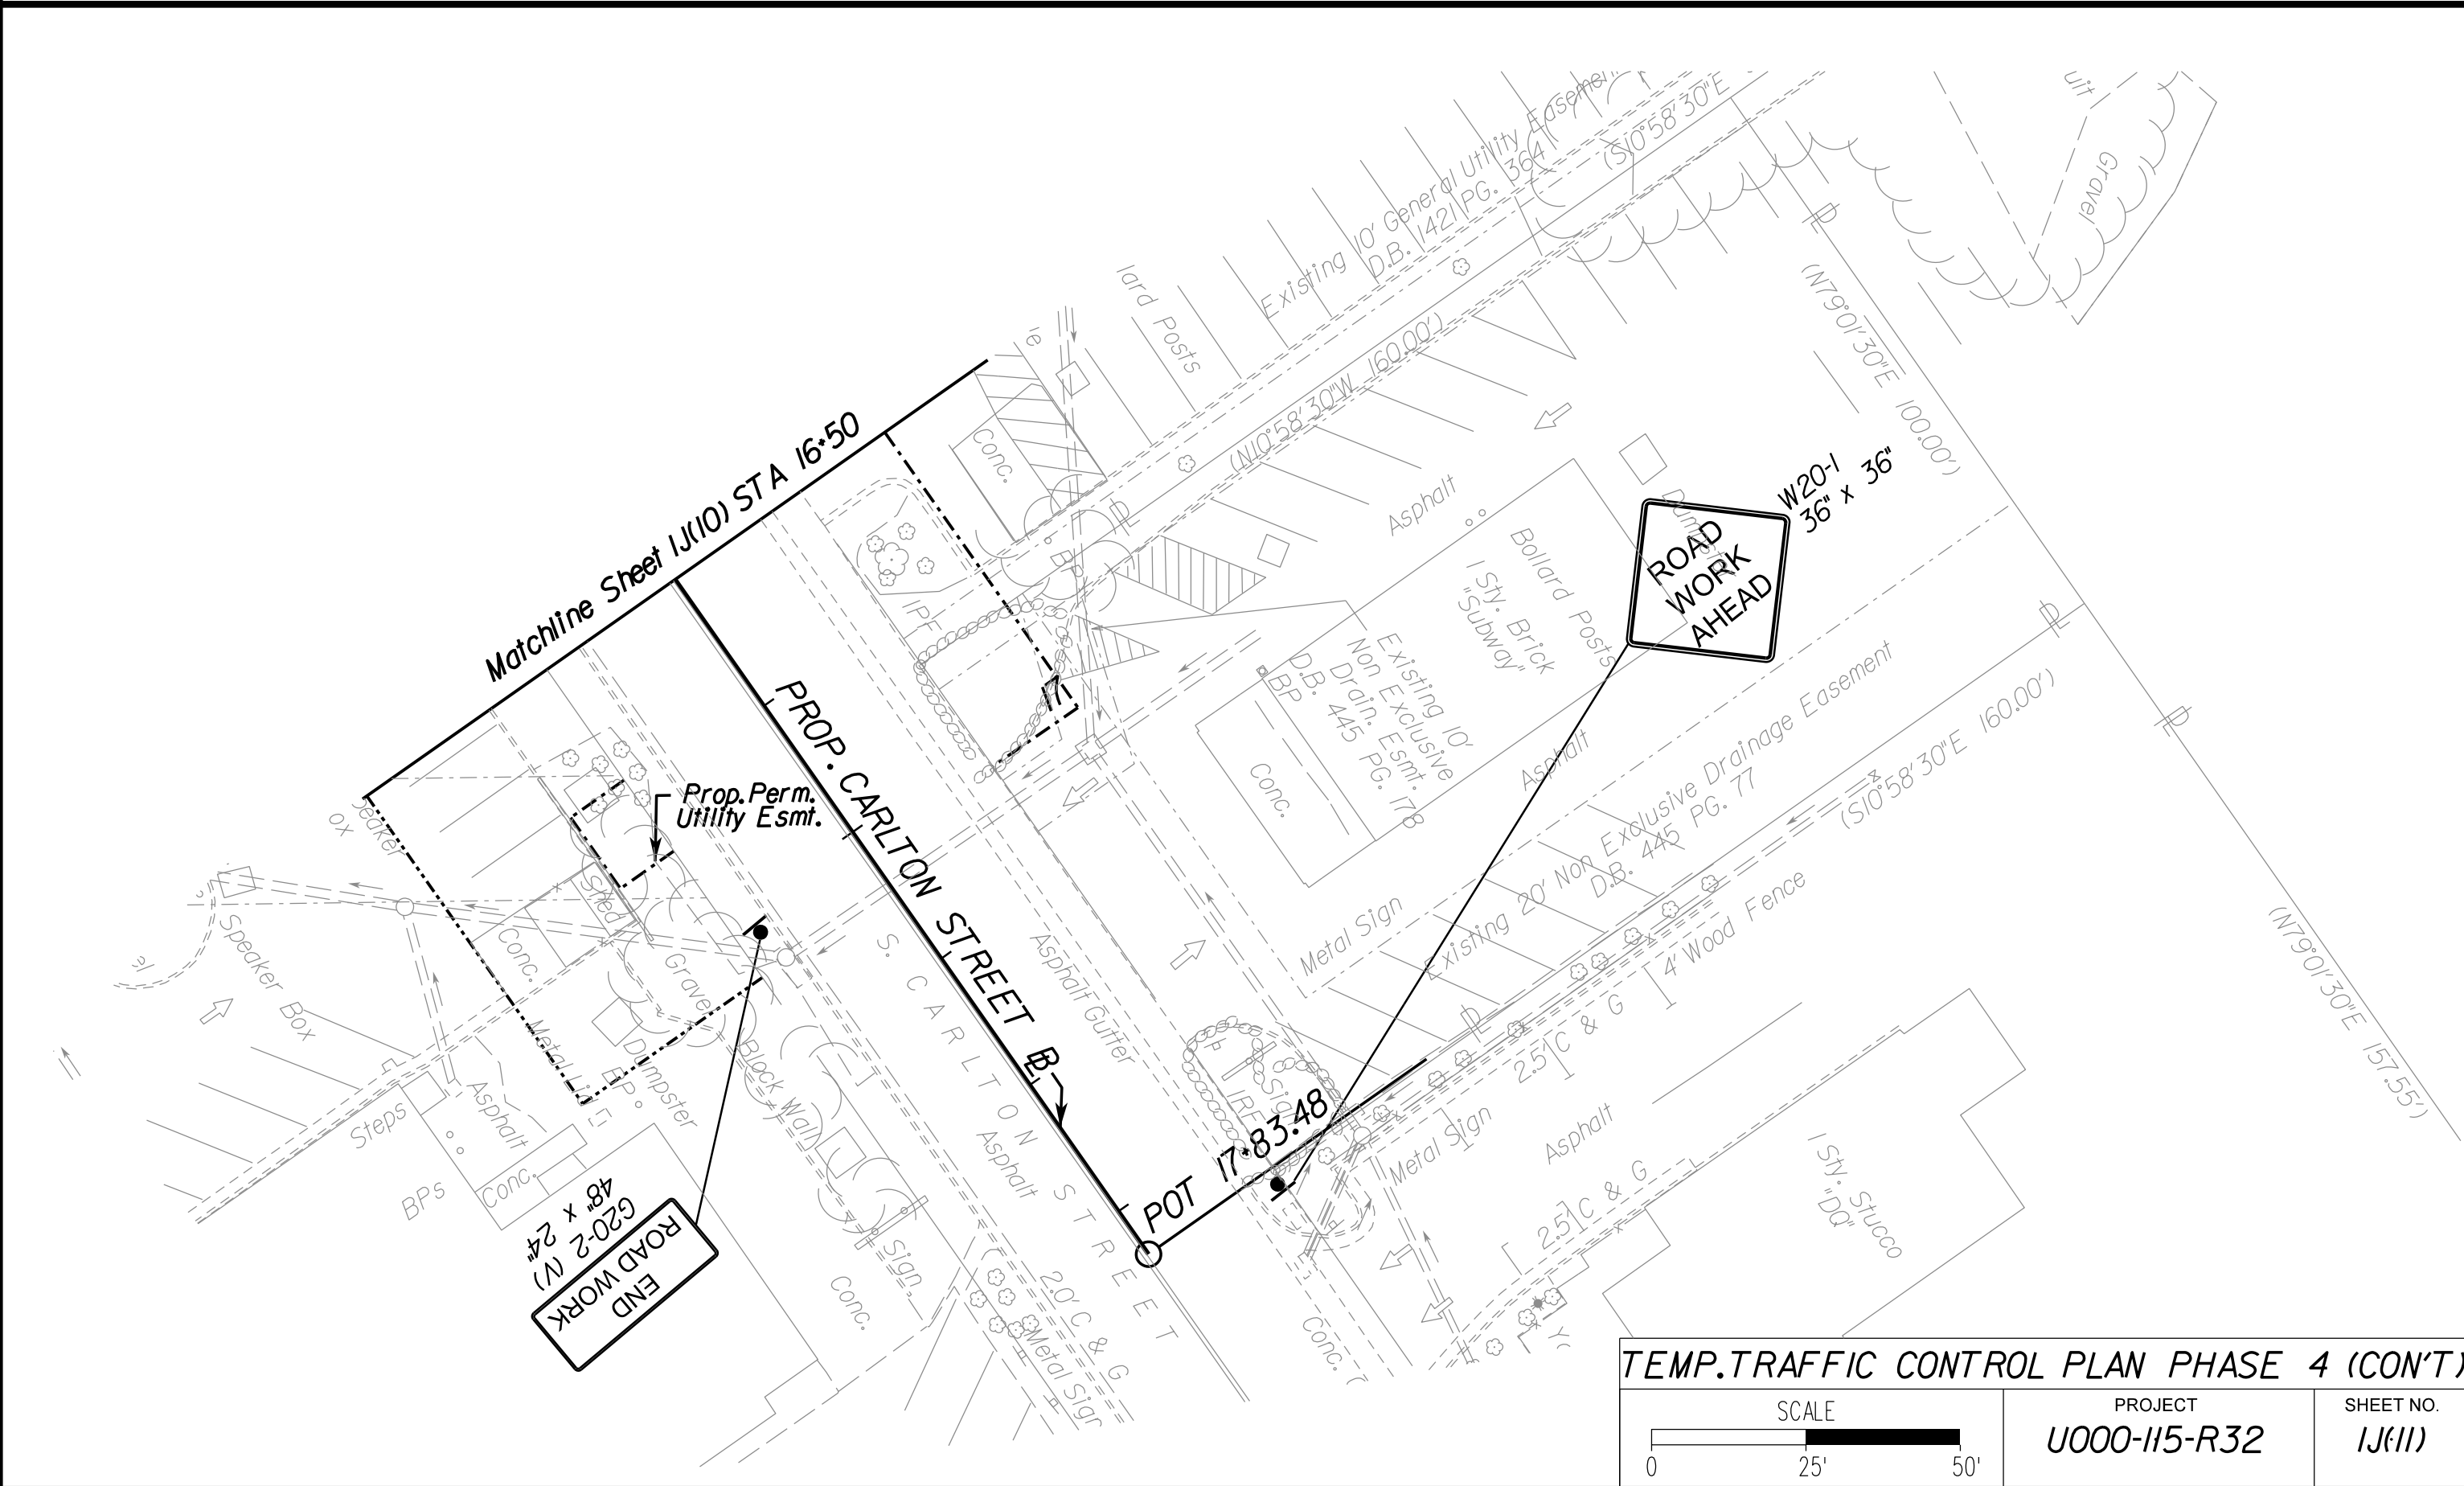 Existing 10' General Utility Easemen
D.B. 1421 PG. 364
(S10°58'30"E
Gravel
lard Posts
(N79°01'30"E 100.00')
(N10°58'30"W 160.00')
Matchline Sheet 1J(10) STA 16+50
Conc.
BP
IPF
Asphalt
Bollard Posts
1 Sty. Brick
"Subway"
W20-1
36" x 36"
ROAD
WORK
AHEAD
Existing 10'
Non Exclusive
Drain. Esmt.
D.B. 445 PG. 178
BP
Conc.
Asphalt
Existing 20' Non Exclusive Drainage Easement
D.B. 445 PG. 77
(S10°58'30"E 160.00')
Metal Sign
4' Wood Fence
(N79°01'30"E 157.55')
PROP. CARLTON STREET
Prop. Perm.
Utility Esmt.
S. CARLTON STREET
Asphalt
Asphalt Gutter
Speaker Box
Shed
Conc.
Gravel
Block Wall
Dumpster
BP
Steps
Asphalt
BPs
Conc.
END
ROAD WORK
G20-2 (V)
48" x 24"
Sign
Conc.
2.0' C & G
Metal Sign
POT 17+83.48
Sign
Metal Sign
2.5' C & G
Asphalt
2.5' C & G
1 Sty. Stucco
"DQ"
Conc.
TEMP. TRAFFIC CONTROL PLAN PHASE 4 (CON'T)
SCALE
0 25' 50'
PROJECT
U000-115-R32
SHEET NO.
1J(11)